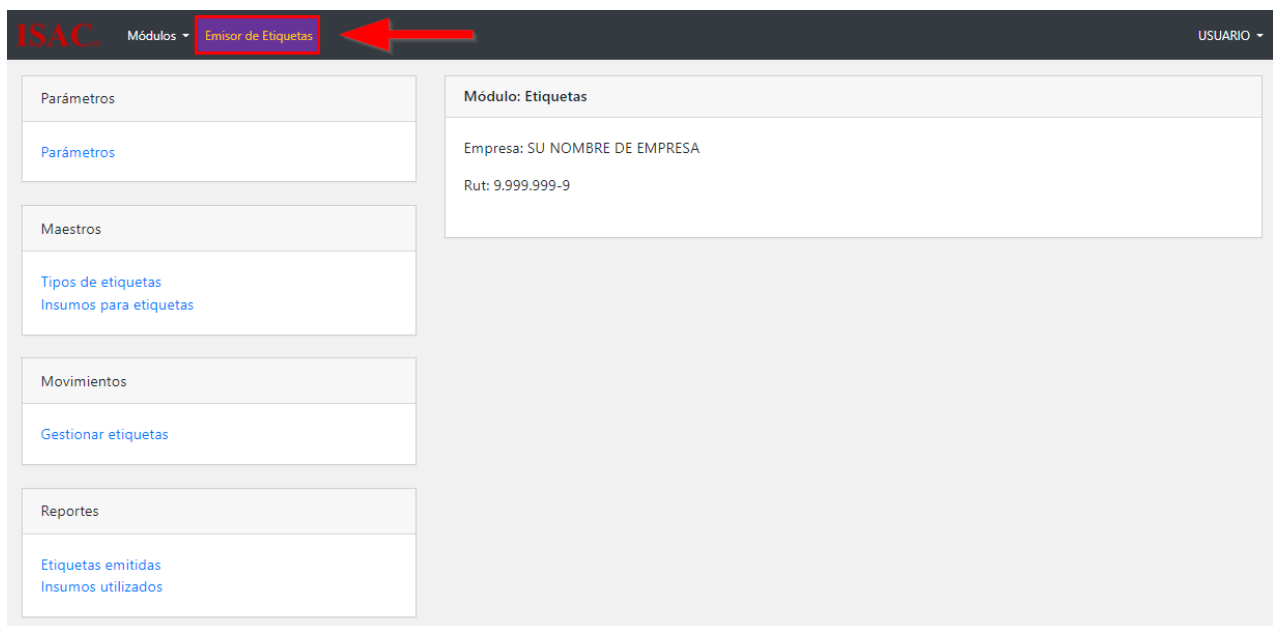 ISAC.
Módulos
Emisor de Etiquetas
USUARIO
Parámetros
Parámetros
Maestros
Tipos de etiquetas
Insumos para etiquetas
Movimientos
Gestionar etiquetas
Reportes
Etiquetas emitidas
Insumos utilizados
Módulo: Etiquetas
Empresa: SU NOMBRE DE EMPRESA
Rut: 9.999.999-9